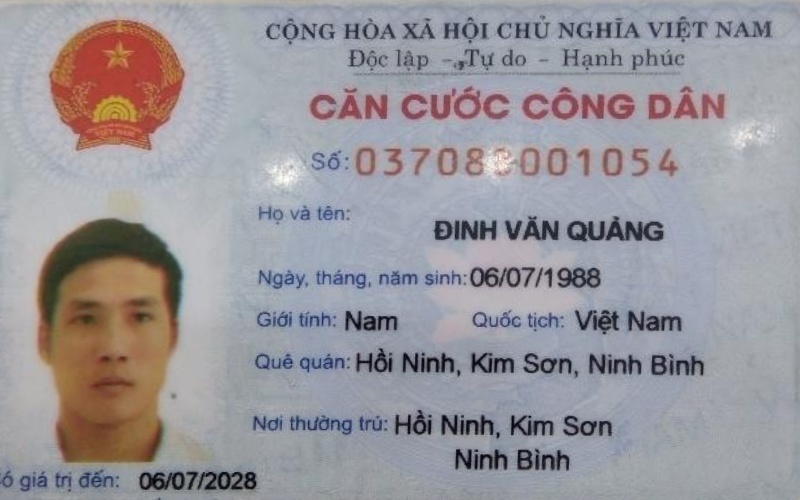 CỘNG HÒA XÃ HỘI CHỦ NGHĨA VIỆT NAM
Độc lập - Tự do - Hạnh phúc
CĂN CƯỚC CÔNG DÂN
Số: 037088001054
Họ và tên:
ĐINH VĂN QUẢNG
Ngày, tháng, năm sinh: 06/07/1988
Giới tính: Nam Quốc tịch: Việt Nam
Quê quán: Hồi Ninh, Kim Sơn, Ninh Bình
Nơi thường trú: Hồi Ninh, Kim Sơn
Ninh Bình
ó giá trị đến: 06/07/2028
VIỆT NAM